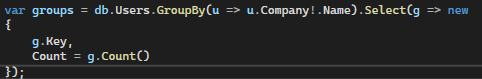 var groups = db.Users.GroupBy(u => u.Company!.Name).Select(g => new
{
    g.Key,
    Count = g.Count()
});